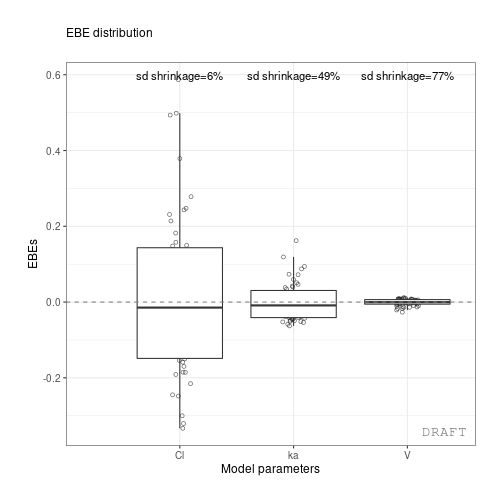 EBE distribution
sd shrinkage=6% sd shrinkage=49% sd shrinkage=77%
0.6
0.4
0.2
0.0
-0.2
EBEs
DRAFT
Cl ka V
Model parameters